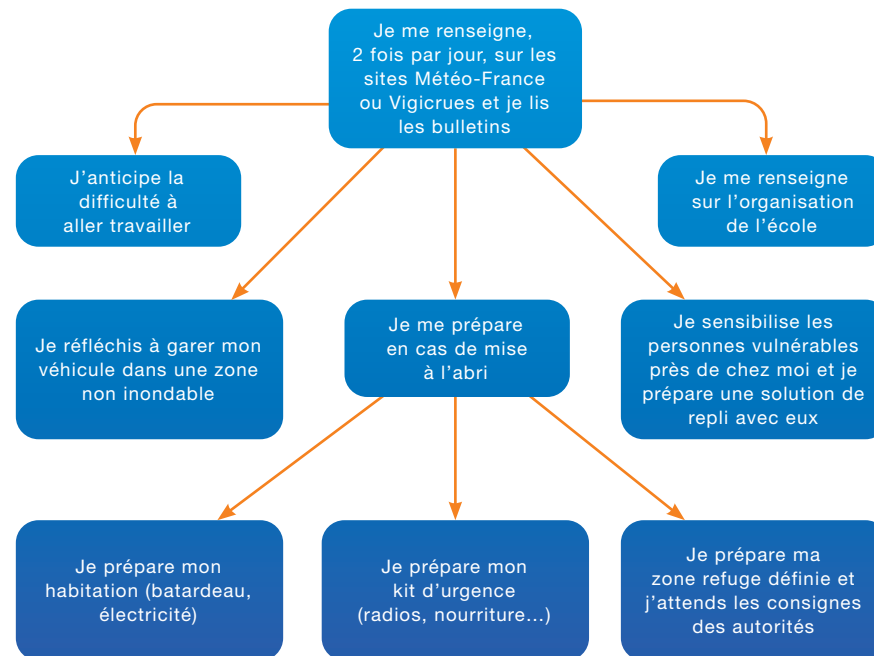 Je me renseigne,
2 fois par jour, sur les
sites Météo-France
ou Vigicrues et je lis
les bulletins
J’anticipe la
difficulté à
aller travailler
Je me renseigne
sur l’organisation
de l’école
Je réfléchis à garer mon
véhicule dans une zone
non inondable
Je me prépare
en cas de mise
à l’abri
Je sensibilise les
personnes vulnérables
près de chez moi et je
prépare une solution de
repli avec eux
Je prépare mon
habitation (batardeau,
électricité)
Je prépare mon
kit d’urgence
(radios, nourriture...)
Je prépare ma
zone refuge définie et
j’attends les consignes
des autorités